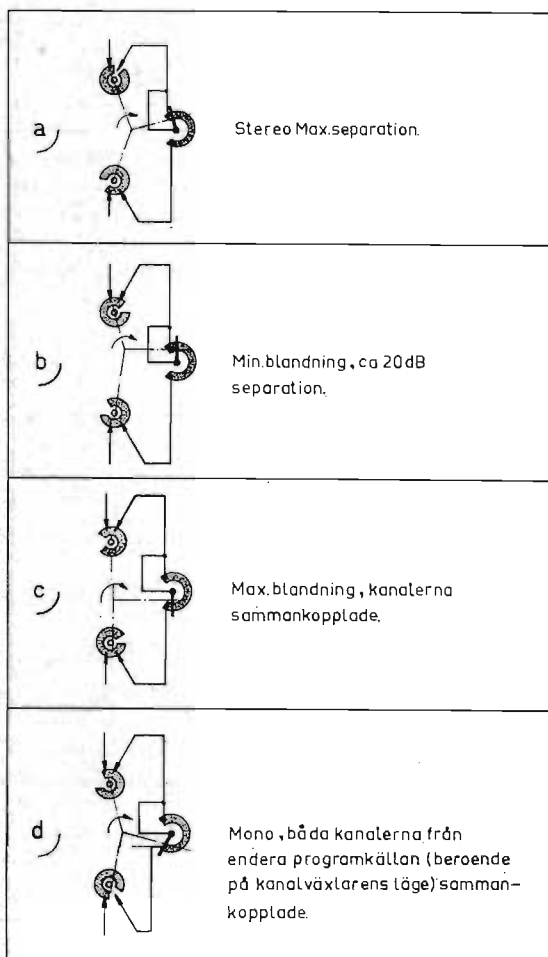 a) Stereo Max.separation.
b) Min.blandning, ca 20dB
separation.
c) Max.blandning, kanalerna
sammankopplade.
d) Mono, båda kanalerna från
endera programkällan (beroende
på kanalväxlarens läge) samman-
kopplade.